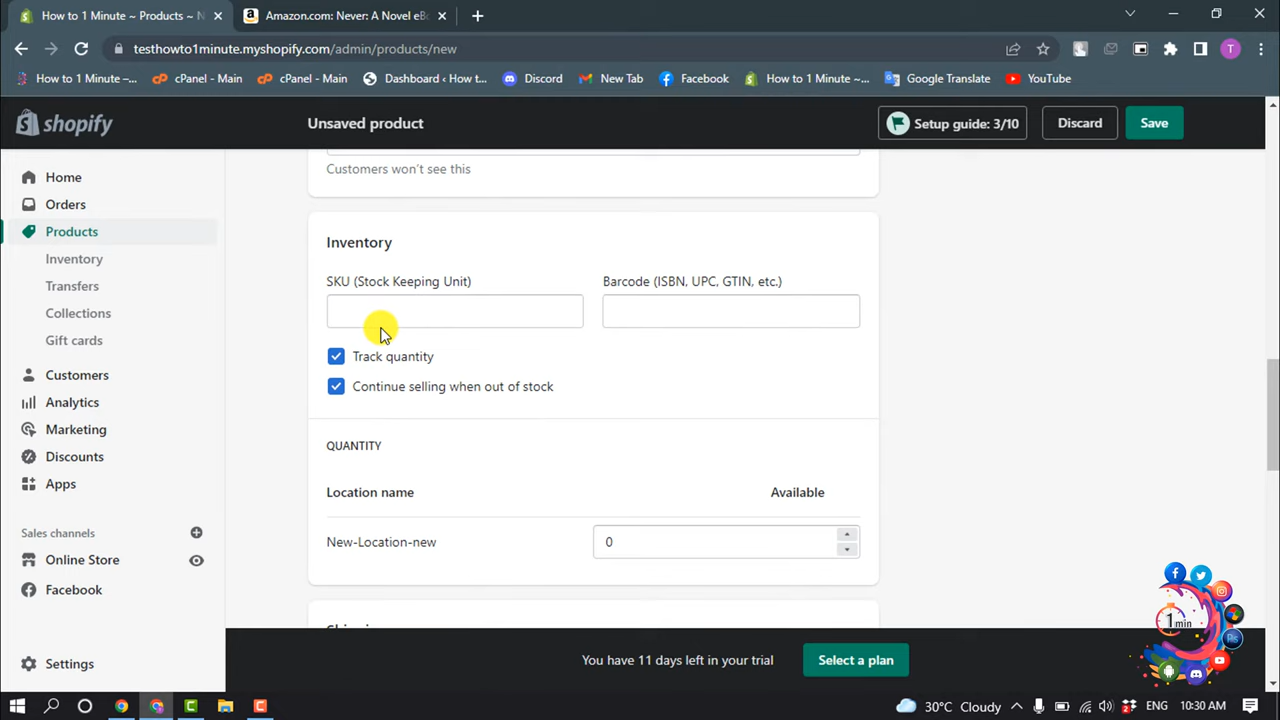 How to 1 Minute ~ Products ~ N
Amazon.com: Never: A Novel eB
testhowto1minute.myshopify.com/admin/products/new
T
How to 1 Minute –...
cPanel - Main
cPanel - Main
Dashboard ‹ How t...
Discord
New Tab
Facebook
How to 1 Minute ~...
Google Translate
YouTube
shopify
Unsaved product
Setup guide: 3/10
Discard
Save
Home
Orders
Products
Inventory
Transfers
Collections
Gift cards
Customers
Analytics
Marketing
Discounts
Apps
Sales channels
Online Store
Facebook
Settings
Customers won't see this
Inventory
SKU (Stock Keeping Unit)
Barcode (ISBN, UPC, GTIN, etc.)
Track quantity
Continue selling when out of stock
QUANTITY
Location name
Available
New-Location-new
0
You have 11 days left in your trial
Select a plan
1 min
Ps
30°C Cloudy
ENG
10:30 AM